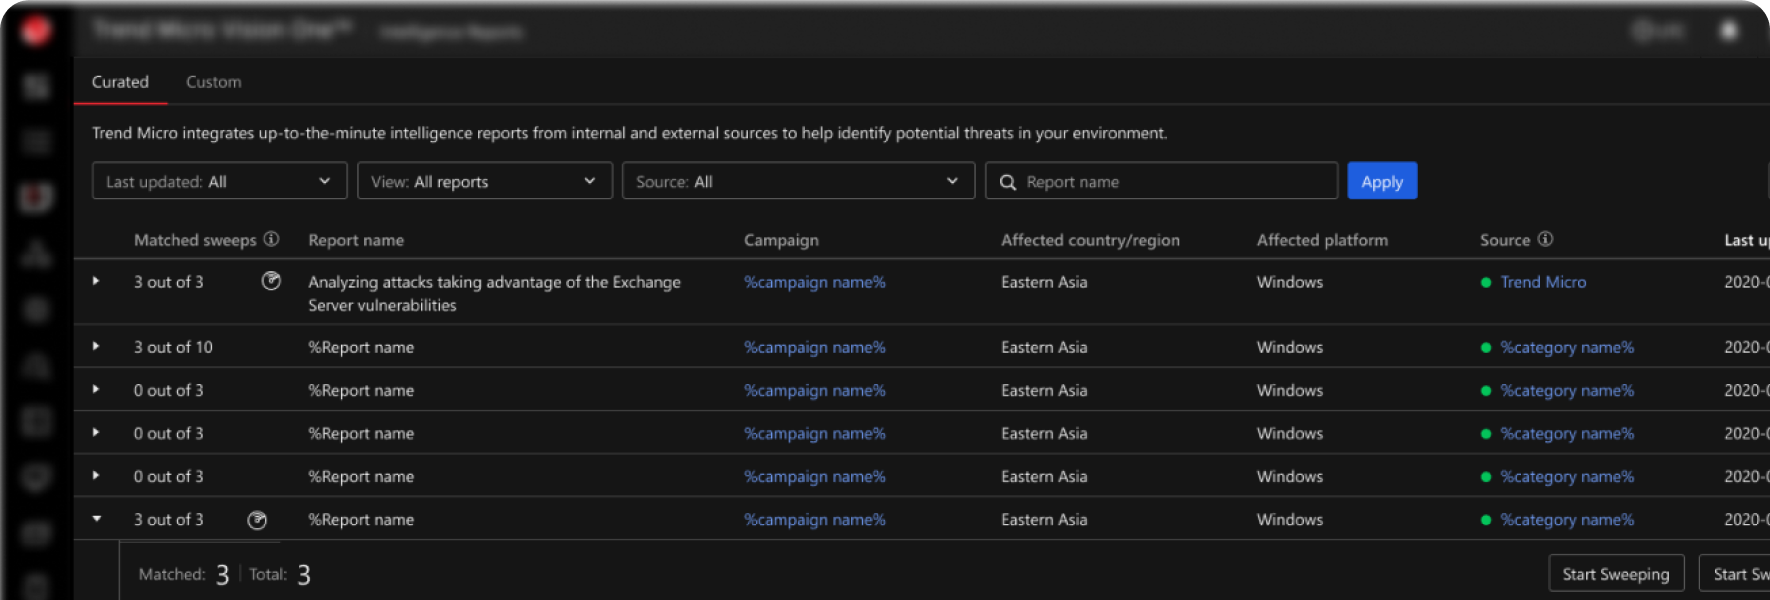 Trend Micro Vision One™ Intelligence Reports
Curated Custom
Trend Micro integrates up-to-the-minute intelligence reports from internal and external sources to help identify potential threats in your environment.
Last updated: All View: All reports Source: All Report name Apply
Matched sweeps Report name Campaign Affected country/region Affected platform Source Last u
3 out of 3 Analyzing attacks taking advantage of the Exchange %campaign name% Eastern Asia Windows Trend Micro 2020-
Server vulnerabilities
3 out of 10 %Report name %campaign name% Eastern Asia Windows %category name% 2020-
0 out of 3 %Report name %campaign name% Eastern Asia Windows %category name% 2020-
0 out of 3 %Report name %campaign name% Eastern Asia Windows %category name% 2020-
0 out of 3 %Report name %campaign name% Eastern Asia Windows %category name% 2020-
3 out of 3 %Report name %campaign name% Eastern Asia Windows %category name% 2020-
Matched: 3 Total: 3 Start Sweeping Start Sw